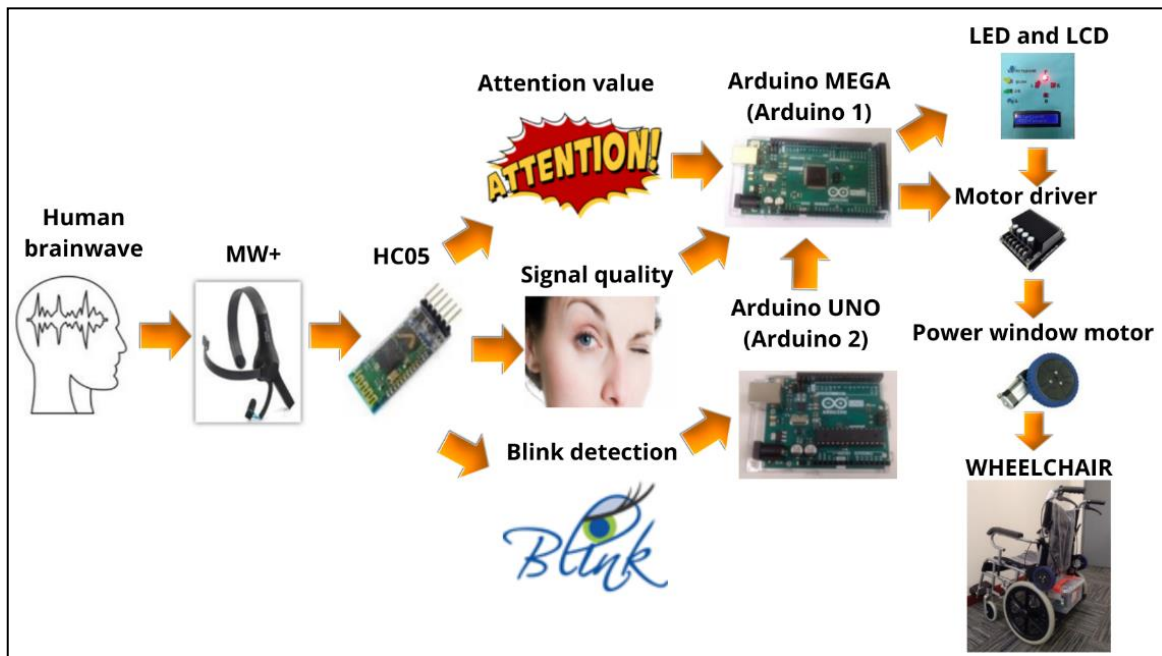 LED and LCD
Attention value
Arduino MEGA
(Arduino 1)
ATTENTION!
Motor driver
Human
brainwave
MW+
HC05
Signal quality
Arduino UNO
(Arduino 2)
Power window motor
Blink detection
WHEELCHAIR
Blink